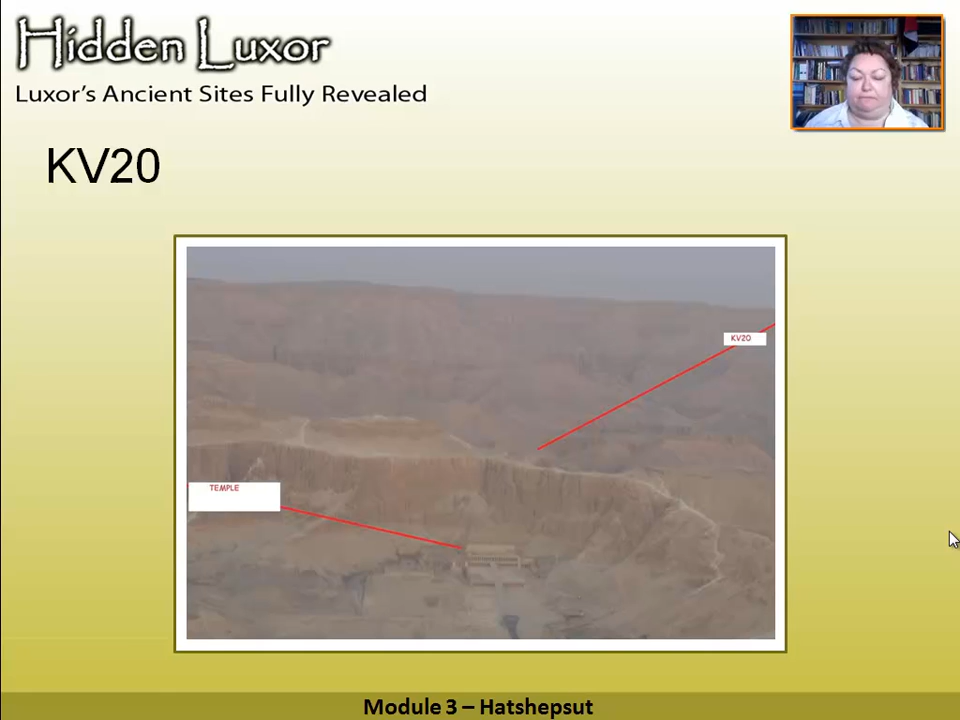 Hidden Luxor
Luxor's Ancient Sites Fully Revealed
KV20
KV20
TEMPLE
Module 3 – Hatshepsut